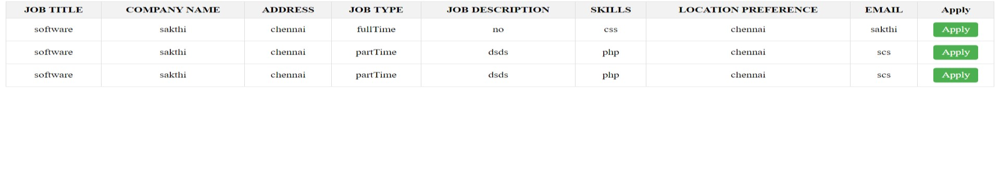 JOB TITLE COMPANY NAME ADDRESS JOB TYPE JOB DESCRIPTION SKILLS LOCATION PREFERENCE EMAIL Apply
software sakthi chennai fullTime no css chennai sakthi Apply
software sakthi chennai partTime dsds php chennai scs Apply
software sakthi chennai partTime dsds php chennai scs Apply